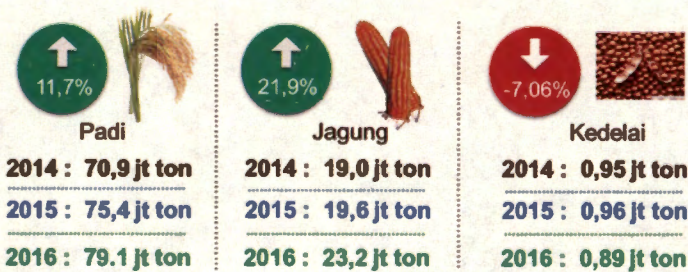 11,7%
Padi
2014 : 70,9 jt ton
2015 : 75,4 jt ton
2016 : 79.1 jt ton
21,9%
Jagung
2014 : 19,0 jt ton
2015 : 19,6 jt ton
2016 : 23,2 jt ton
-7,06%
Kedelai
2014 : 0,95 jt ton
2015 : 0,96 jt ton
2016 : 0,89 jt ton